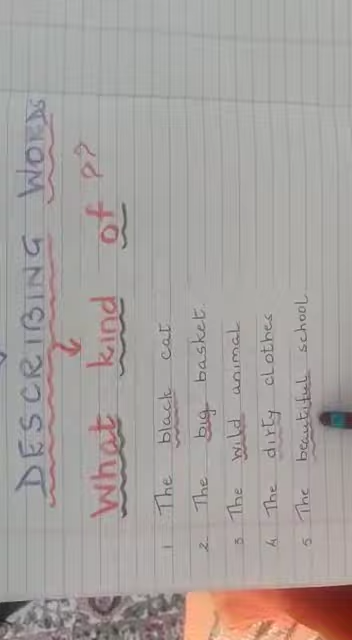 DESCRIBING WORDS
What kind of ??
1 The black cat
2. The big basket.
3 The wild animal
4 The dirty clothes
5 The beautiful school